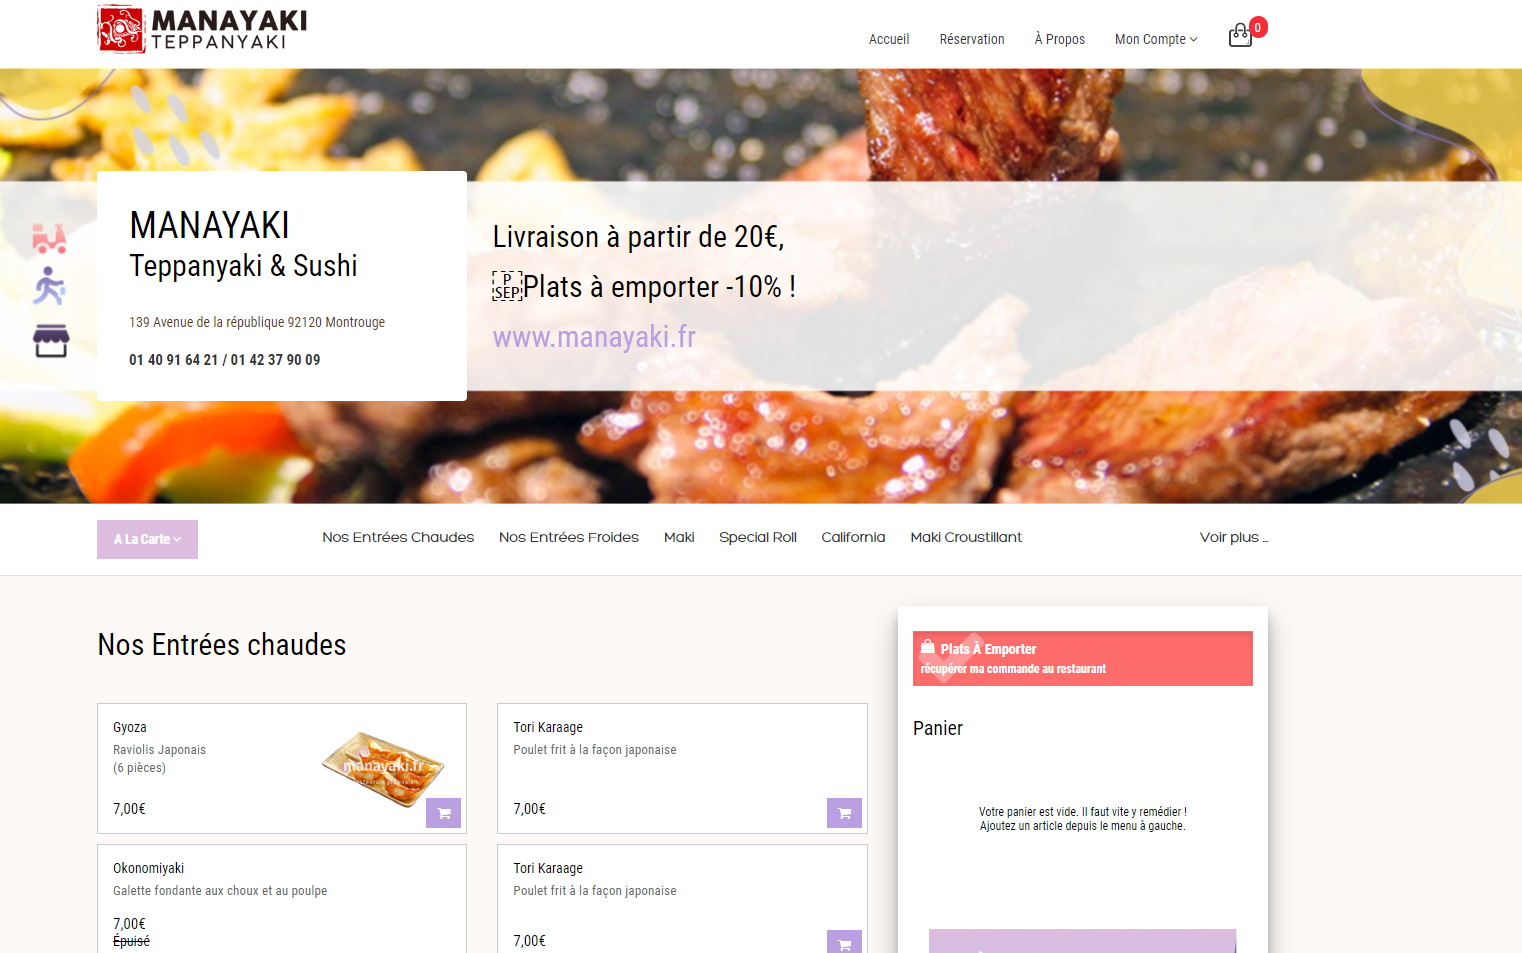 MANAYAKI
TEPPANYAKI
Accueil
Réservation
À Propos
Mon Compte
0
MANAYAKI
Teppanyaki & Sushi
139 Avenue de la république 92120 Montrouge
01 40 91 64 21 / 01 42 37 90 09
Livraison à partir de 20€,
P SEP Plats à emporter -10% !
www.manayaki.fr
A La Carte
Nos Entrées Chaudes
Nos Entrées Froides
Maki
Special Roll
California
Maki Croustillant
Voir plus ...
Nos Entrées chaudes
Gyoza
Raviolis Japonais
(6 pièces)
manayaki.fr
7,00€
Tori Karaage
Poulet frit à la façon japonaise
7,00€
Okonomiyaki
Galette fondante aux choux et au poulpe
7,00€
Épuisé
Tori Karaage
Poulet frit à la façon japonaise
7,00€
Plats À Emporter
récupérer ma commande au restaurant
Panier
Votre panier est vide. Il faut vite y remédier !
Ajoutez un article depuis le menu à gauche.